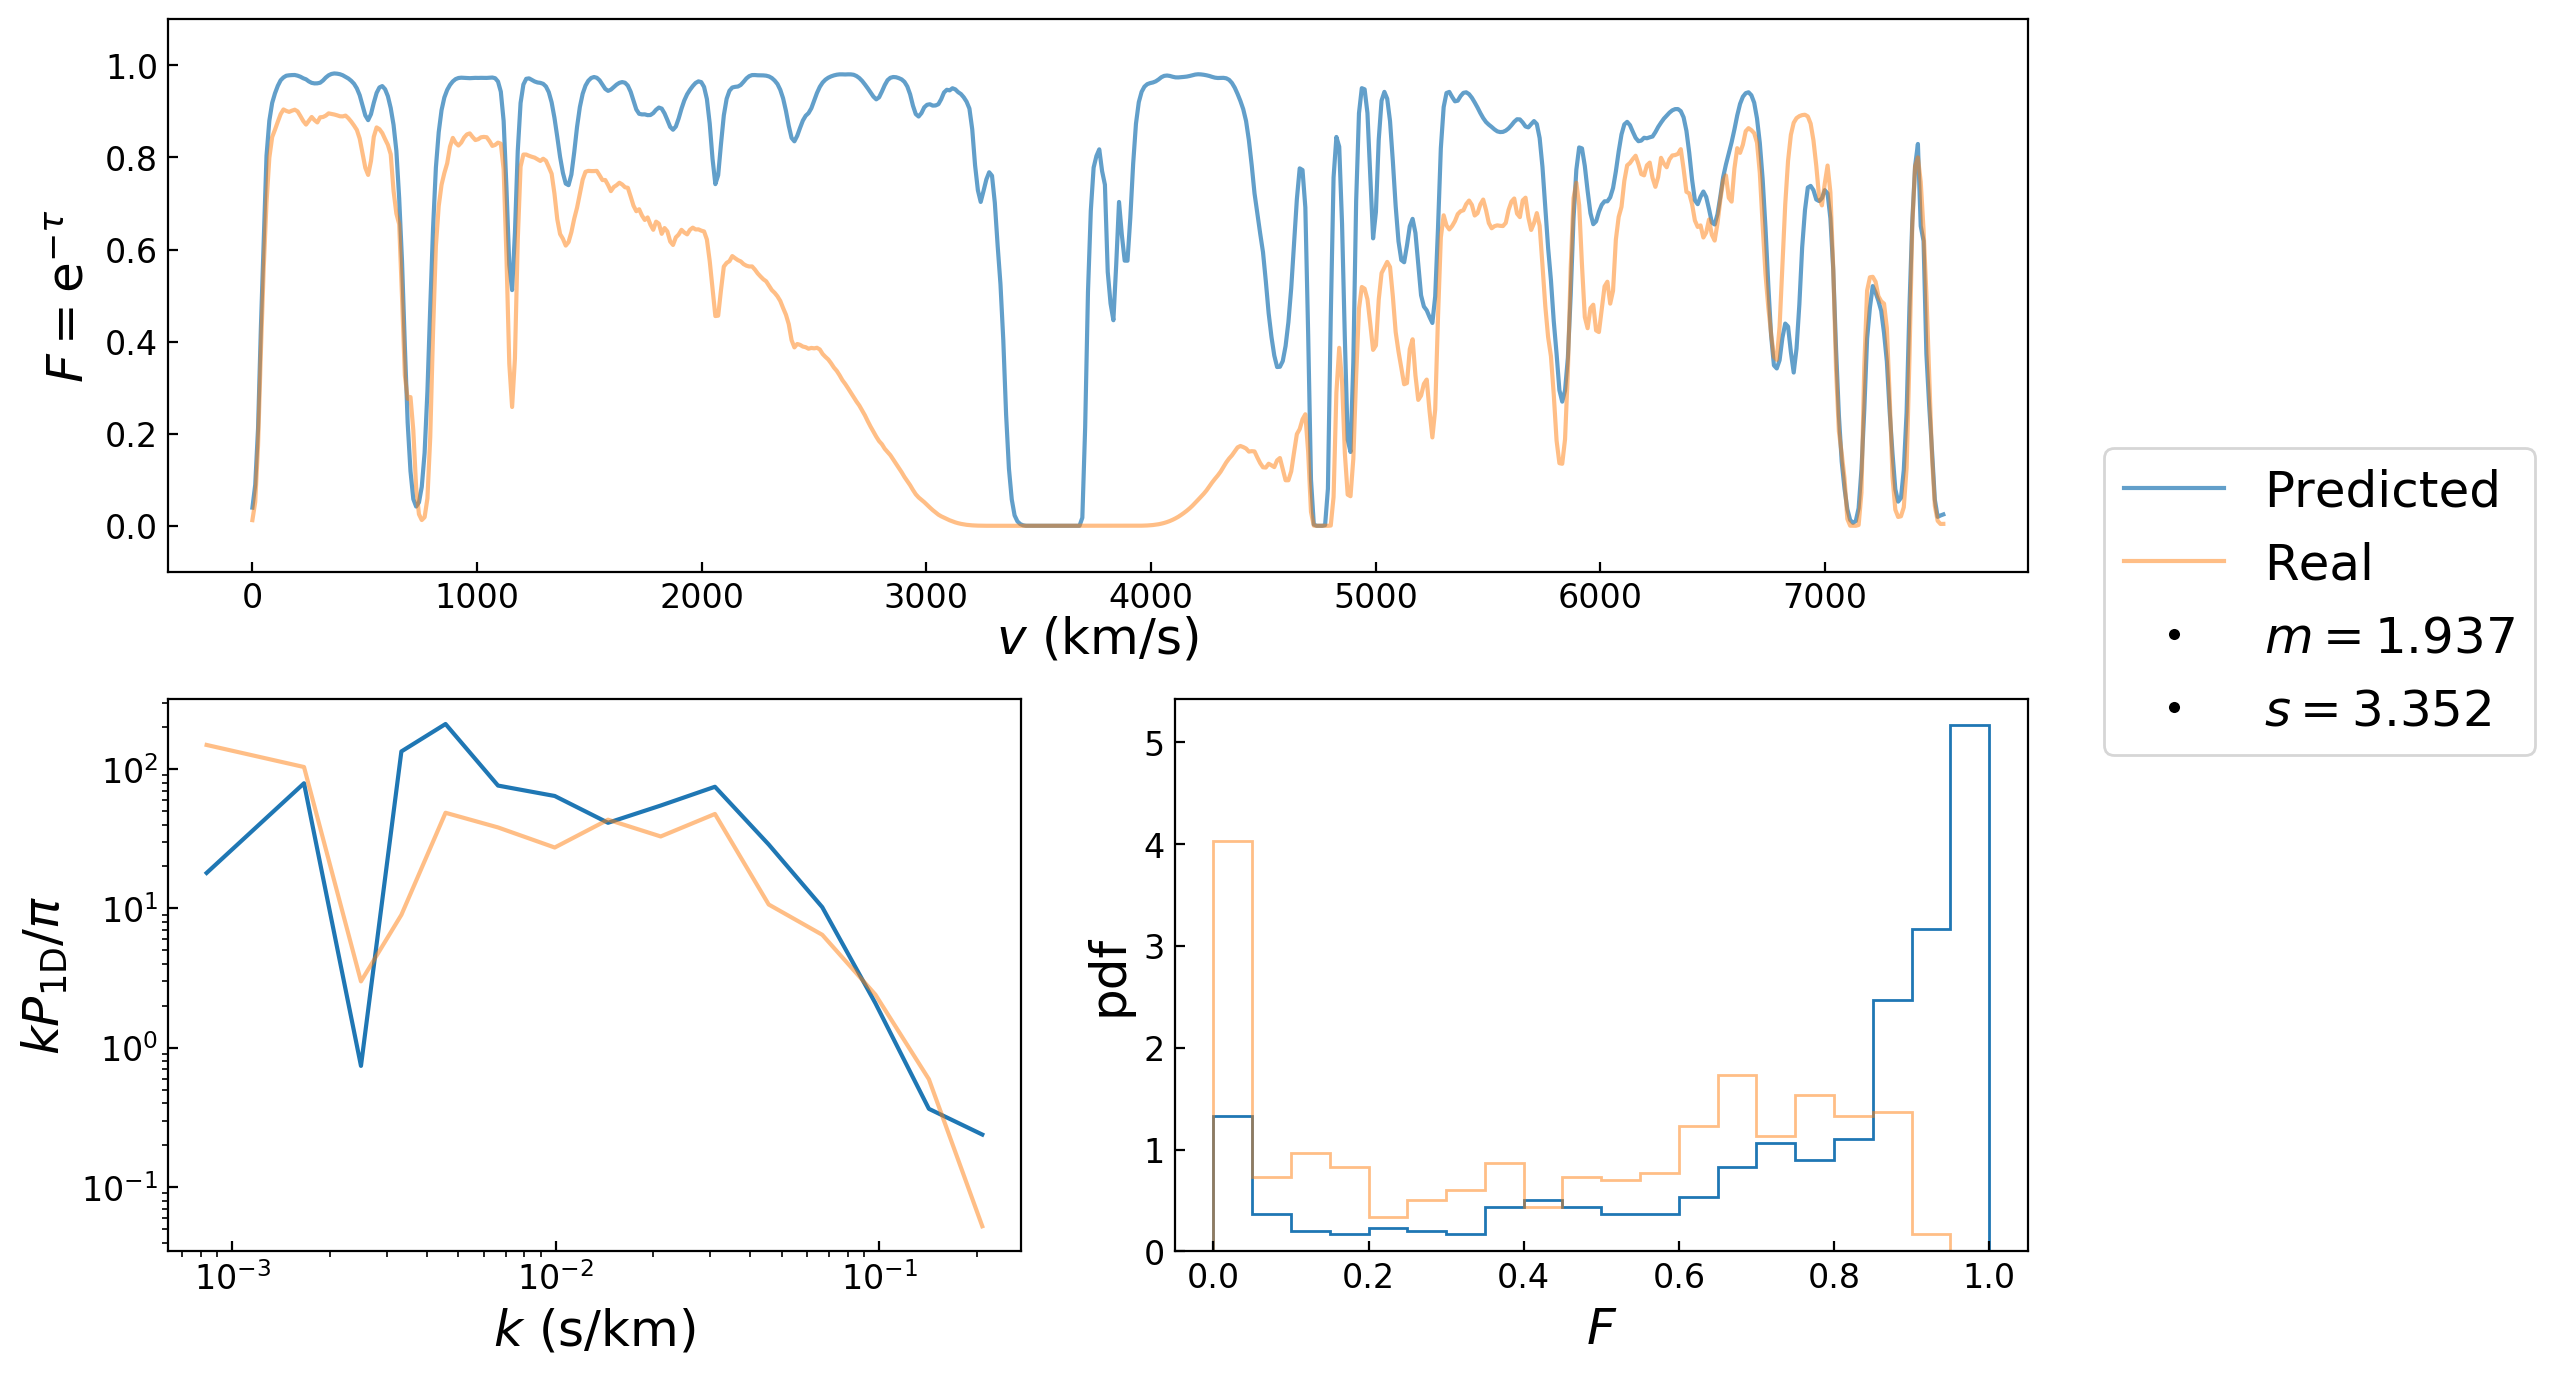 F = e^{-τ}
1.0
0.8
0.6
0.4
0.2
0.0
0 1000 2000 3000 4000 5000 6000 7000
v (km/s)
Predicted
Real
m = 1.937
s = 3.352
kP_{1D}/π
10^2
10^1
10^0
10^{-1}
10^{-3} 10^{-2} 10^{-1}
k (s/km)
pdf
5
4
3
2
1
0
0.0 0.2 0.4 0.6 0.8 1.0
F